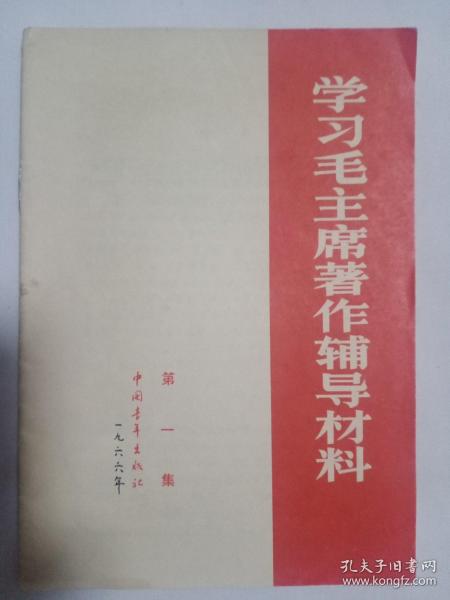 学习毛主席著作辅导材料
第一集
中国青年出版社
一九六六年
孔夫子旧书网
www.kongfz.com